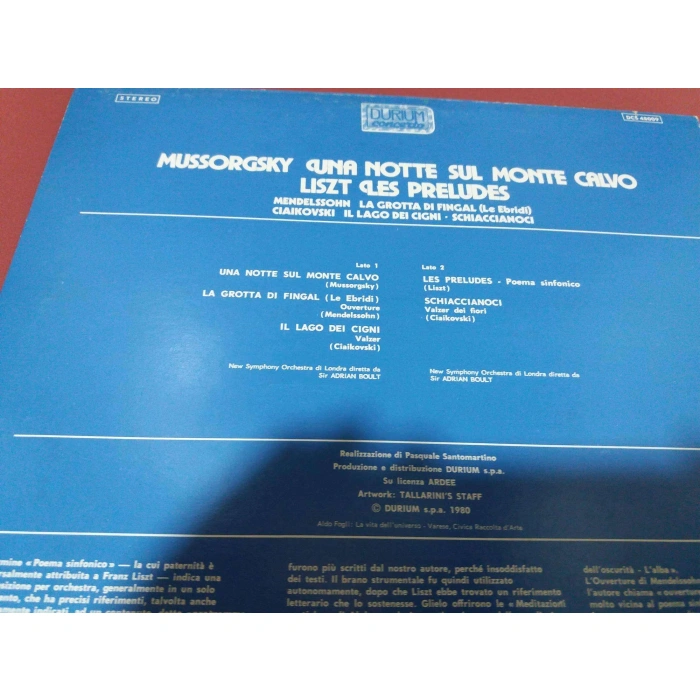 STEREO
DURIUM
DCS 48009
MUSSORGSKY UNA NOTTE SUL MONTE CALVO
LISZT LES PRELUDES
MENDELSSOHN LA GROTTA DI FINGAL (Le Ebridi)
CIAIKOVSKI IL LAGO DEI CIGNI · SCHIACCIANOCI
Lato 1
UNA NOTTE SUL MONTE CALVO
(Mussorgsky)
LA GROTTA DI FINGAL (Le Ebridi)
Ouverture
(Mendelssohn)
IL LAGO DEI CIGNI
Valzer
(Ciaikovski)
New Symphony Orchestra di Londra diretta da
Sir ADRIAN BOULT
Lato 2
LES PRELUDES - Poema sinfonico
(Liszt)
SCHIACCIANOCI
Valzer dei fiori
(Ciaikovski)
New Symphony Orchestra di Londra diretta da
Sir ADRIAN BOULT
Realizzazione di Pasquale Santomartino
Produzione e distribuzione DURIUM s.p.a.
Su licenza ARDEE
Artwork: TALLARINI'S STAFF
© DURIUM s.p.a. 1980
Aldo Fogli: La vita dell'universo - Varese, Civica Raccolta d'Arte
mine « Poema sinfonico » — la cui paternità è
rsalmente attribuita a Franz Liszt — indica una
sizione per orchestra, generalmente in un solo
ento, che ha precisi riferimenti, talvolta anche
furono più scritti dal nostro autore, perché insoddisfatto
dei testi. Il brano strumentale fu quindi utilizzato
autonomamente, dopo che Liszt ebbe trovato un riferimento
letterario che lo sostenesse. Glielo offrirono le « Meditazioni
dell'oscurità - L'alba ».
L'Ouverture di Mendelsso
l'autore chiama « ouvertur
molto vicina al poema